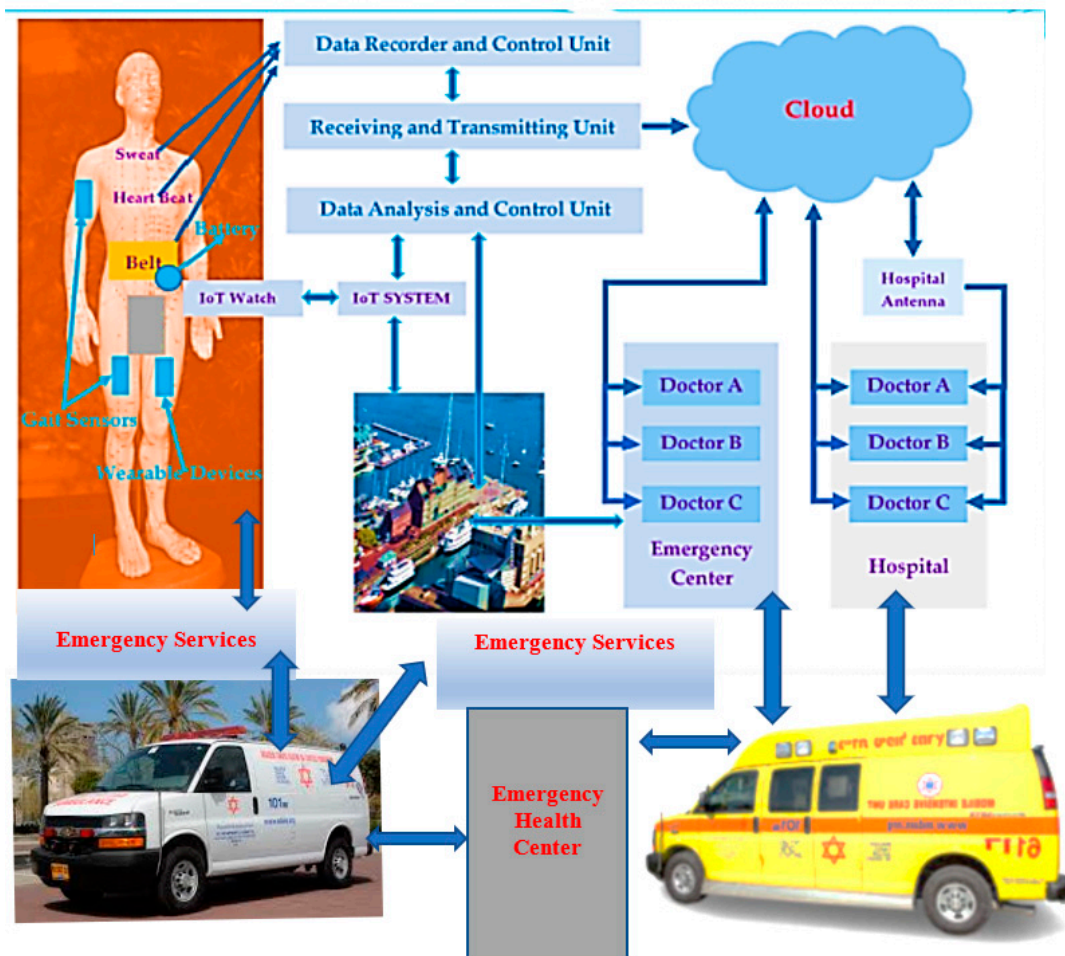 Data Recorder and Control Unit
Receiving and Transmitting Unit
Data Analysis and Control Unit
Cloud
Sweat
Heart Beat
Battery
Belt
IoT Watch
IoT SYSTEM
Hospital
Antenna
Gait Sensors
Wearable Devices
Doctor A
Doctor B
Doctor C
Emergency
Center
Doctor A
Doctor B
Doctor C
Hospital
Emergency Services
Emergency Services
Emergency
Health
Center
AMBULANCE
101